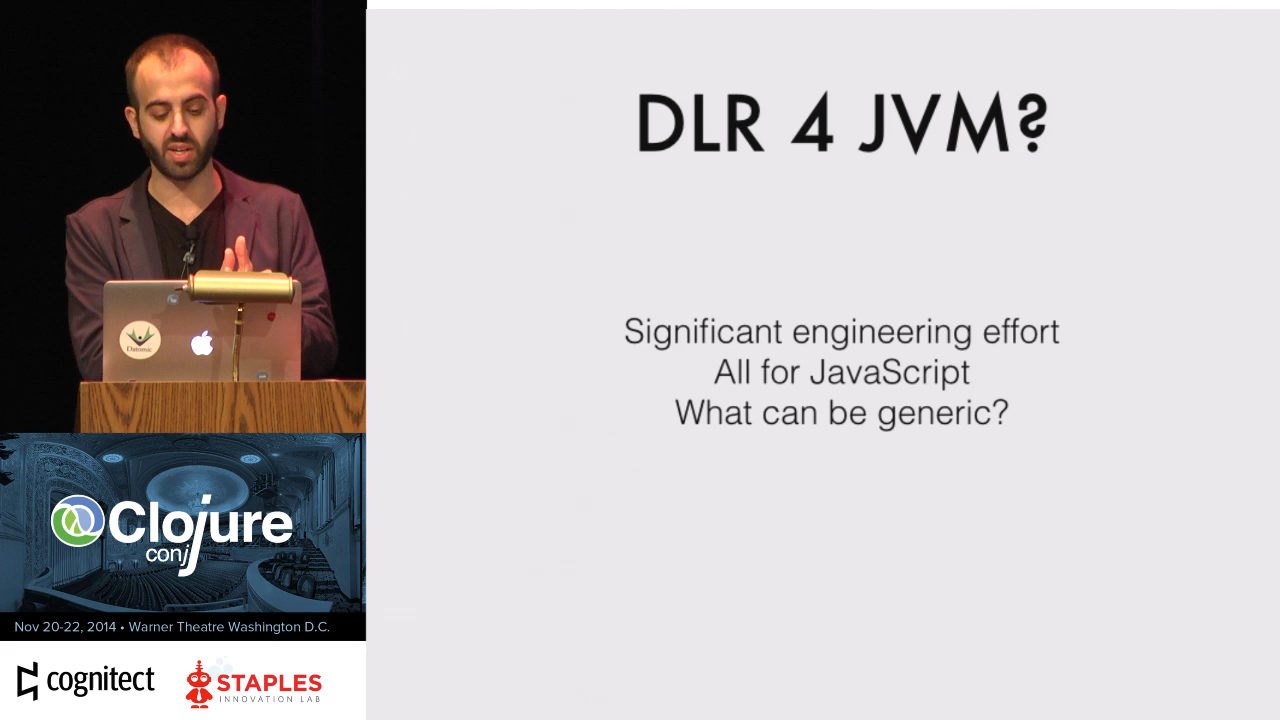 DLR 4 JVM?
Significant engineering effort
All for JavaScript
What can be generic?
Datomic
Clojure
conj
Nov 20-22, 2014 • Warner Theatre Washington D.C.
cognitect
STAPLES
INNOVATION LAB